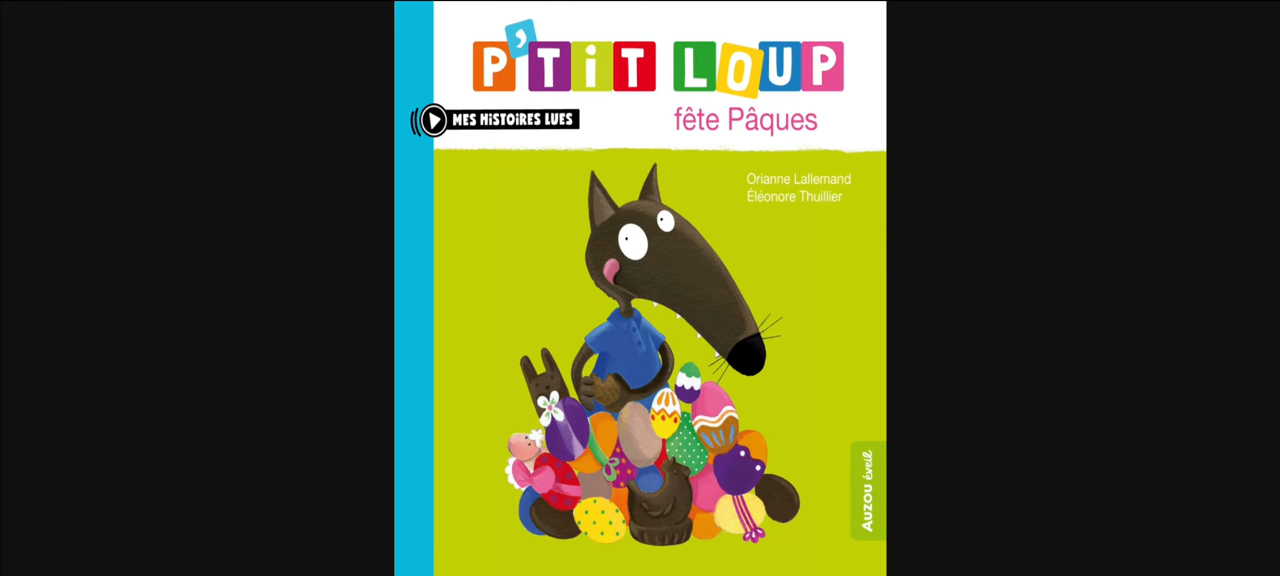 P'TiT LOUP
MES HiSTOiRES LUES
fête Pâques
Orianne Lallemand
Éléonore Thuillier
AUZOU éveil